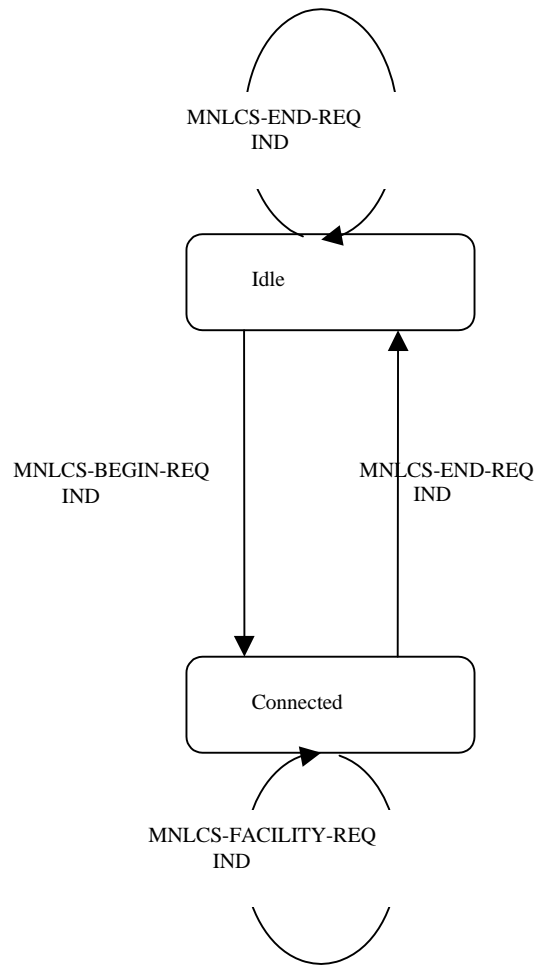 MNLCS-END-REQ
IND
Idle
MNLCS-BEGIN-REQ
IND
MNLCS-END-REQ
IND
Connected
MNLCS-FACILITY-REQ
IND